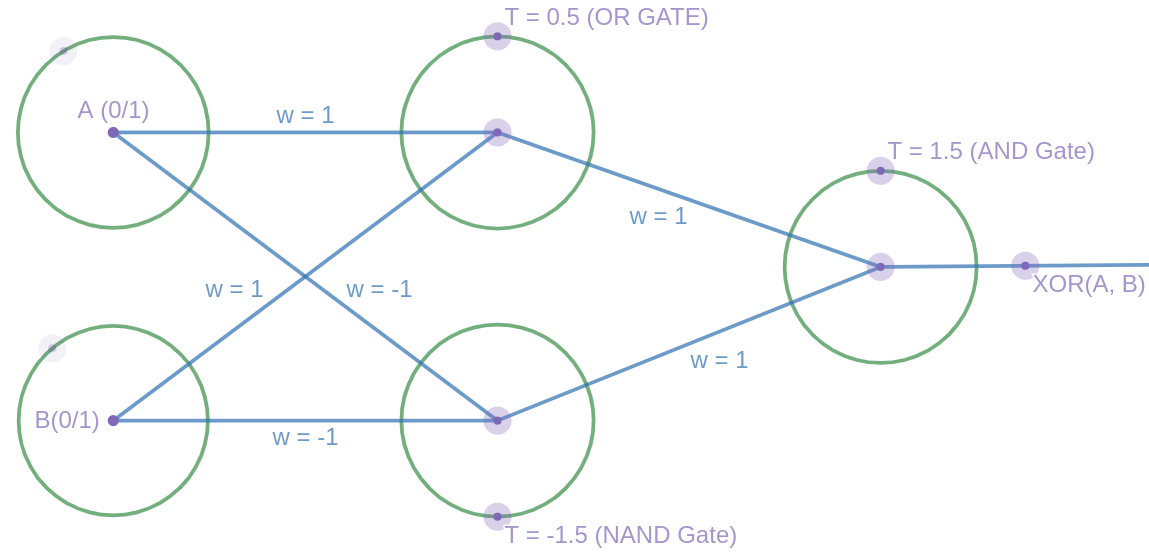 T = 0.5 (OR GATE)
A (0/1)
w = 1
T = 1.5 (AND Gate)
w = 1
w = 1
w = -1
XOR(A, B)
w = 1
B(0/1)
w = -1
T = -1.5 (NAND Gate)